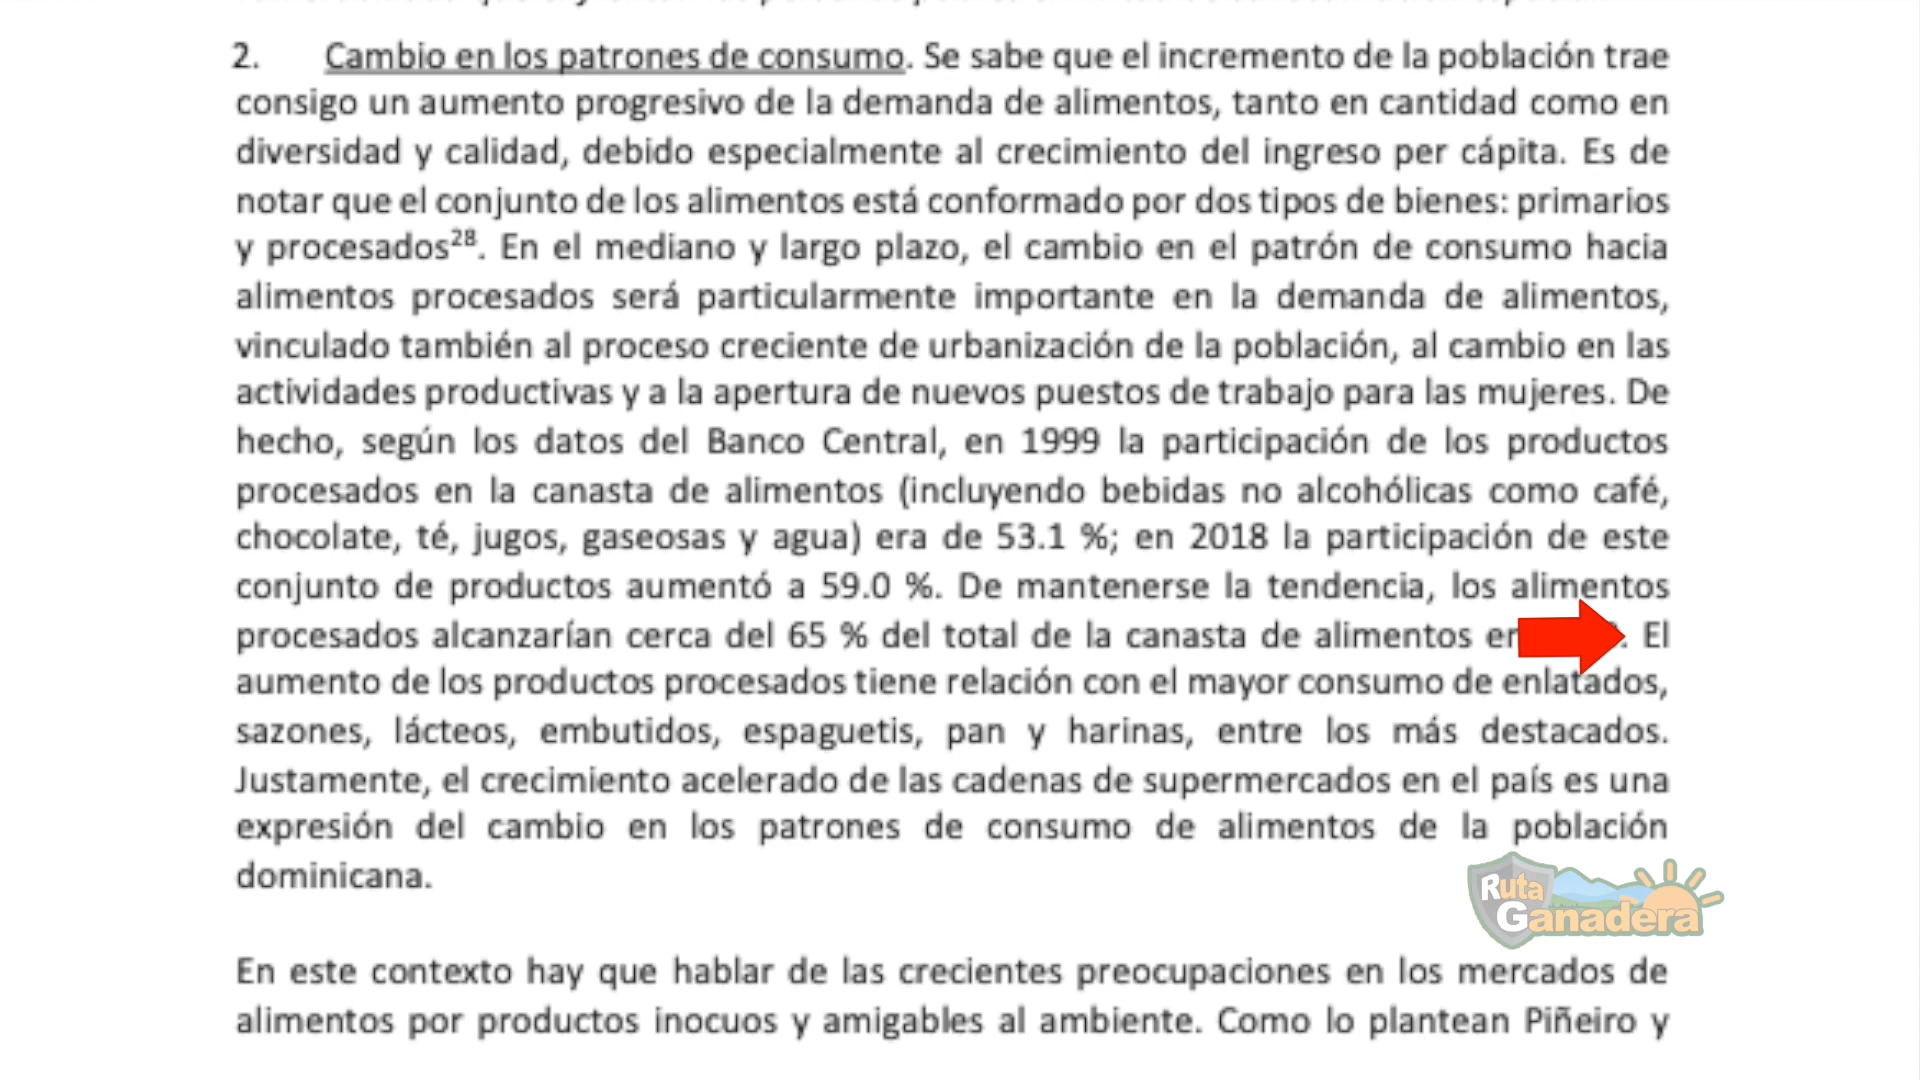 2. Cambio en los patrones de consumo. Se sabe que el incremento de la población trae
consigo un aumento progresivo de la demanda de alimentos, tanto en cantidad como en
diversidad y calidad, debido especialmente al crecimiento del ingreso per cápita. Es de
notar que el conjunto de los alimentos está conformado por dos tipos de bienes: primarios
y procesados28. En el mediano y largo plazo, el cambio en el patrón de consumo hacia
alimentos procesados será particularmente importante en la demanda de alimentos,
vinculado también al proceso creciente de urbanización de la población, al cambio en las
actividades productivas y a la apertura de nuevos puestos de trabajo para las mujeres. De
hecho, según los datos del Banco Central, en 1999 la participación de los productos
procesados en la canasta de alimentos (incluyendo bebidas no alcohólicas como café,
chocolate, té, jugos, gaseosas y agua) era de 53.1 %; en 2018 la participación de este
conjunto de productos aumentó a 59.0 %. De mantenerse la tendencia, los alimentos
procesados alcanzarían cerca del 65 % del total de la canasta de alimentos El
aumento de los productos procesados tiene relación con el mayor consumo de enlatados,
sazones, lácteos, embutidos, espaguetis, pan y harinas, entre los más destacados.
Justamente, el crecimiento acelerado de las cadenas de supermercados en el país es una
expresión del cambio en los patrones de consumo de alimentos de la población
dominicana.
Ruta
Ganadera
En este contexto hay que hablar de las crecientes preocupaciones en los mercados de
alimentos por productos inocuos y amigables al ambiente. Como lo plantean Piñeiro y